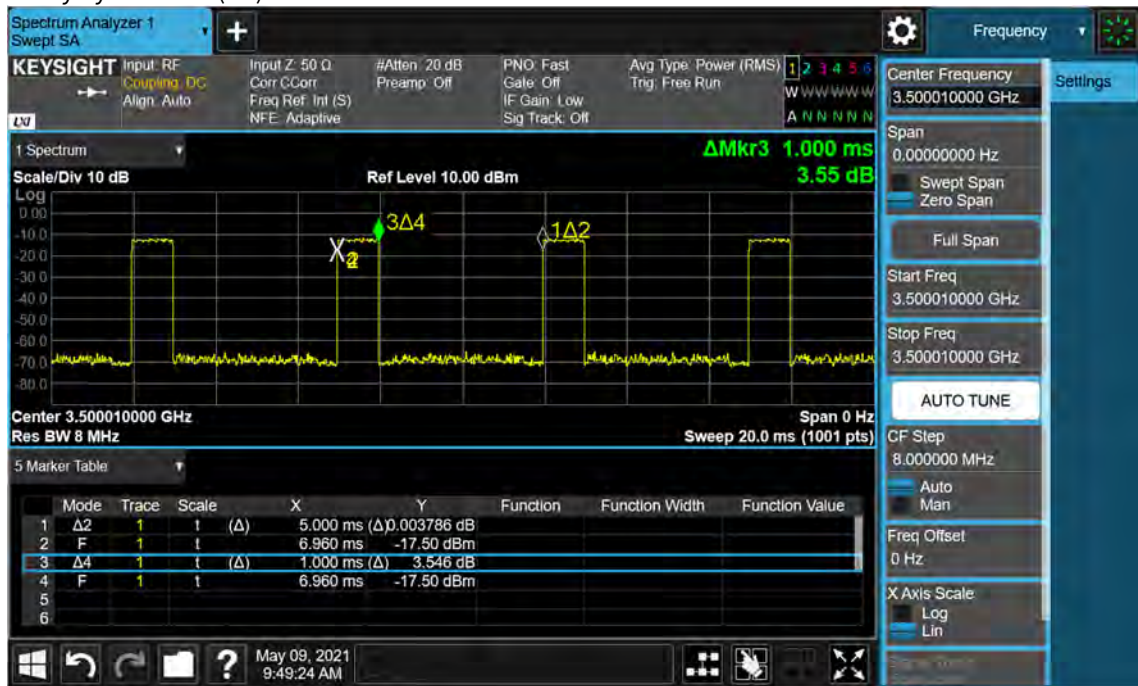 Spectrum Analyzer 1
Swept SA
+
Frequency
KEYSIGHT Input: RF Input Z: 50 Ω #Atten: 20 dB PNO: Fast Avg Type: Power (RMS) 1 2 3 4 5 6
Coupling: DC Corr CCorr Preamp: Off Gate: Off Trig: Free Run W W W W W W
Align: Auto Freq Ref: Int (S) IF Gain: Low A N N N N N
NFE: Adaptive Sig Track: Off
LXI
1 Spectrum
ΔMkr3 1.000 ms
3.55 dB
Scale/Div 10 dB Ref Level 10.00 dBm
Log
0.00
-10.0
-20.0
-30.0
-40.0
-50.0
-60.0
-70.0
-80.0
3Δ4
1Δ2
X
Center 3.500010000 GHz Span 0 Hz
Res BW 8 MHz Sweep 20.0 ms (1001 pts)
5 Marker Table
Mode Trace Scale X Y Function Function Width Function Value
1 Δ2 1 t (Δ) 5.000 ms (Δ) 0.003786 dB
2 F 1 t 6.960 ms -17.50 dBm
3 Δ4 1 t (Δ) 1.000 ms (Δ) 3.546 dB
4 F 1 t 6.960 ms -17.50 dBm
5
6
?
May 09, 2021
9:49:24 AM
Center Frequency
3.500010000 GHz
Span
0.00000000 Hz
Swept Span
Zero Span
Full Span
Start Freq
3.500010000 GHz
Stop Freq
3.500010000 GHz
AUTO TUNE
CF Step
8.000000 MHz
Auto
Man
Freq Offset
0 Hz
X Axis Scale
Log
Lin
Settings